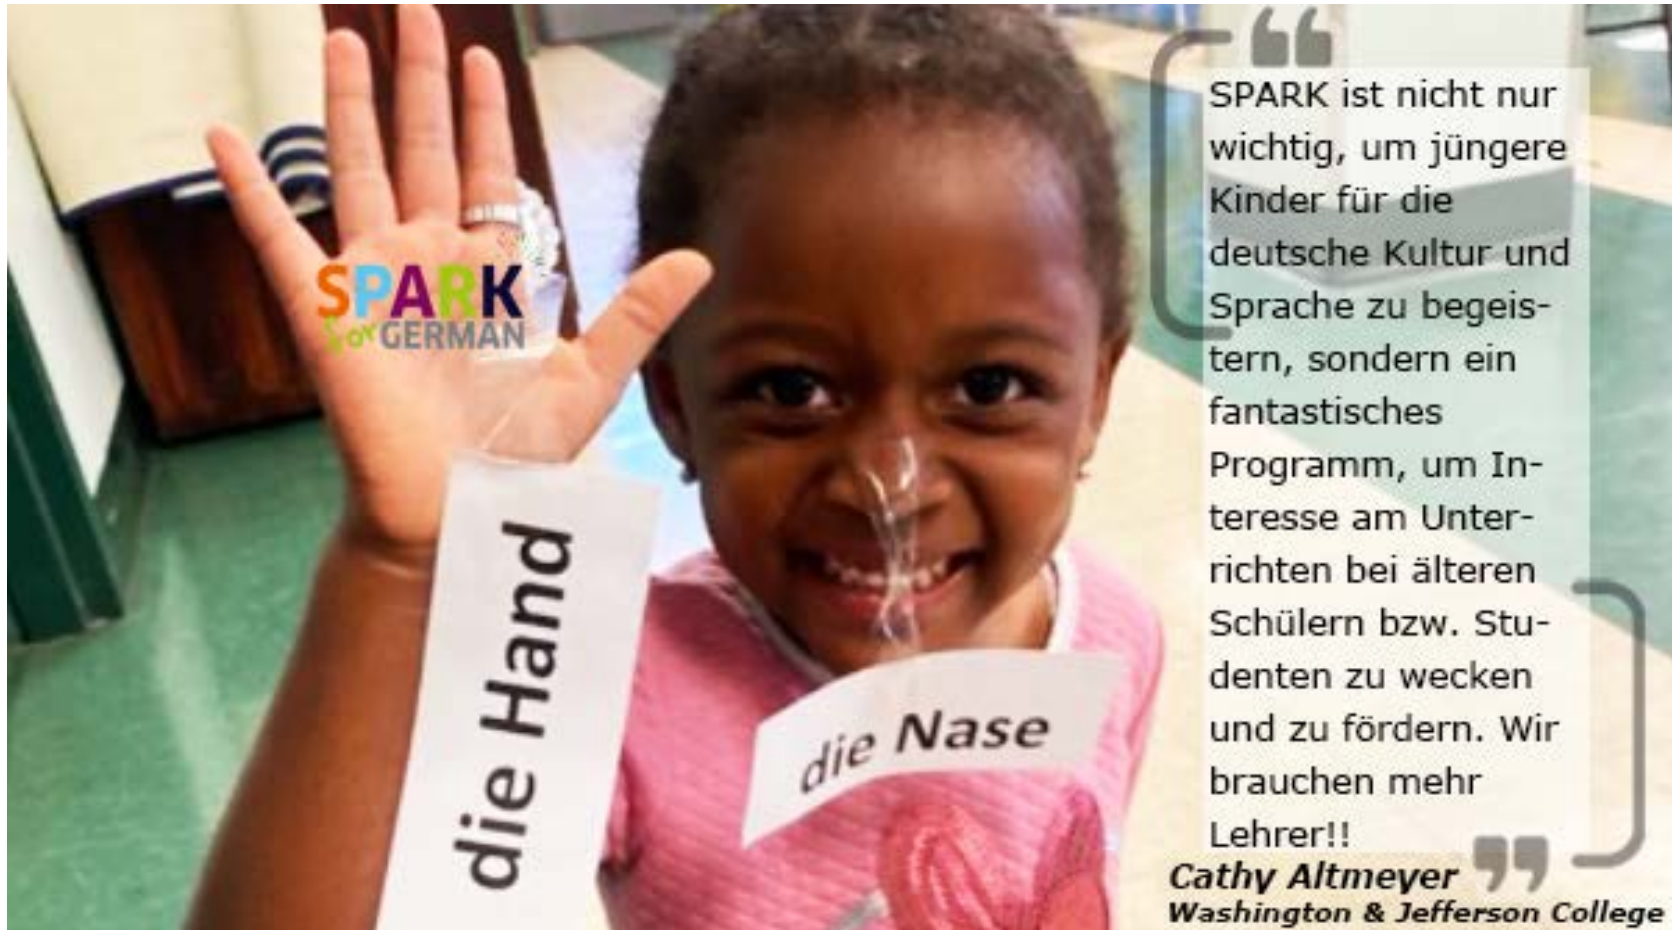 SPARK
for GERMAN
die Hand
die Nase
SPARK ist nicht nur
wichtig, um jüngere
Kinder für die
deutsche Kultur und
Sprache zu begeis-
tern, sondern ein
fantastisches
Programm, um In-
teresse am Unter-
richten bei älteren
Schülern bzw. Stu-
denten zu wecken
und zu fördern. Wir
brauchen mehr
Lehrer!!
Cathy Altmeyer
Washington & Jefferson College